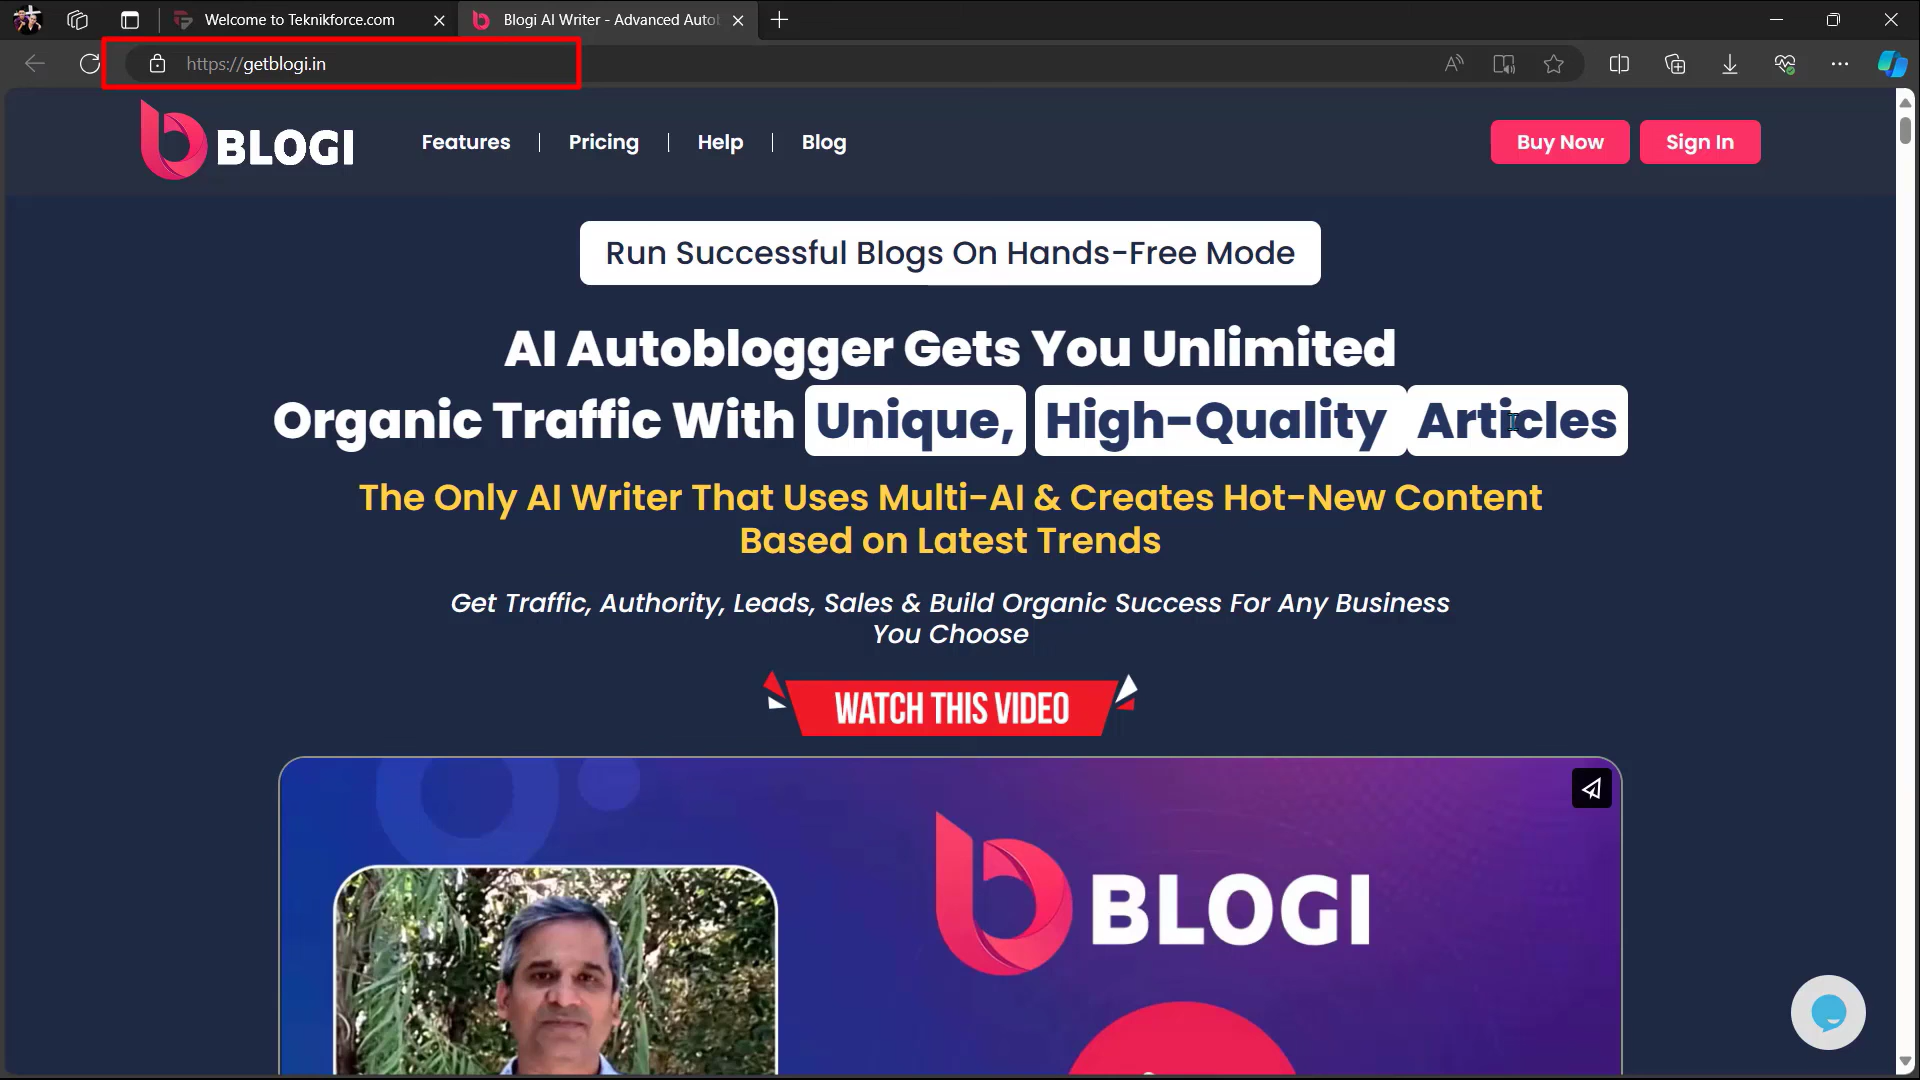 Welcome to Teknikforce.com
Blogi AI Writer - Advanced Autob
https://getblogi.in
BLOGI
Features
Pricing
Help
Blog
Buy Now
Sign In
Run Successful Blogs On Hands-Free Mode
AI Autoblogger Gets You Unlimited
Organic Traffic With Unique, High-Quality Articles
The Only AI Writer That Uses Multi-AI & Creates Hot-New Content
Based on Latest Trends
Get Traffic, Authority, Leads, Sales & Build Organic Success For Any Business
You Choose
WATCH THIS VIDEO
BLOGI